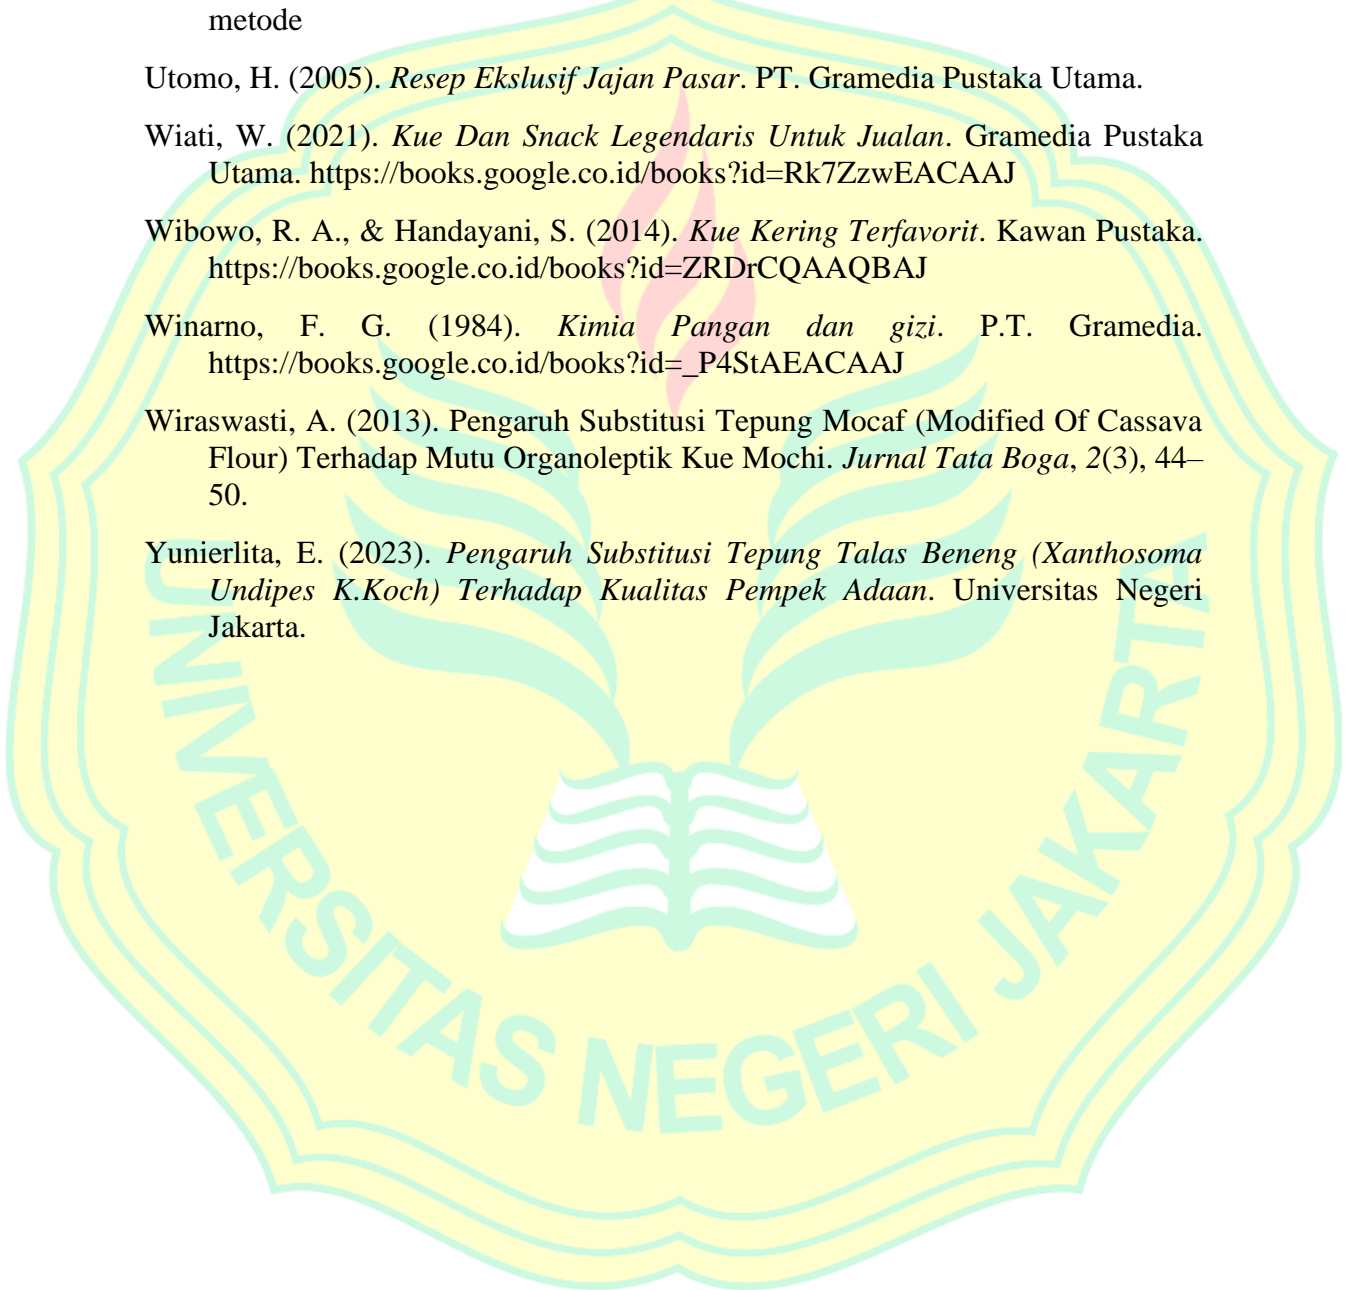 metode
Utomo, H. (2005). Resep Ekslusif Jajan Pasar. PT. Gramedia Pustaka Utama.
Wiati, W. (2021). Kue Dan Snack Legendaris Untuk Jualan. Gramedia Pustaka
Utama. https://books.google.co.id/books?id=Rk7ZzwEACAAJ
Wibowo, R. A., & Handayani, S. (2014). Kue Kering Terfavorit. Kawan Pustaka.
https://books.google.co.id/books?id=ZRDrCQAAQBAJ
Winarno, F. G. (1984). Kimia Pangan dan gizi. P.T. Gramedia.
https://books.google.co.id/books?id=_P4StAEACAAJ
Wiraswasti, A. (2013). Pengaruh Substitusi Tepung Mocaf (Modified Of Cassava
Flour) Terhadap Mutu Organoleptik Kue Mochi. Jurnal Tata Boga, 2(3), 44–
50.
Yunierlita, E. (2023). Pengaruh Substitusi Tepung Talas Beneng (Xanthosoma
Undipes K.Koch) Terhadap Kualitas Pempek Adaan. Universitas Negeri
Jakarta.
UNIVERSITAS NEGERI JAKARTA